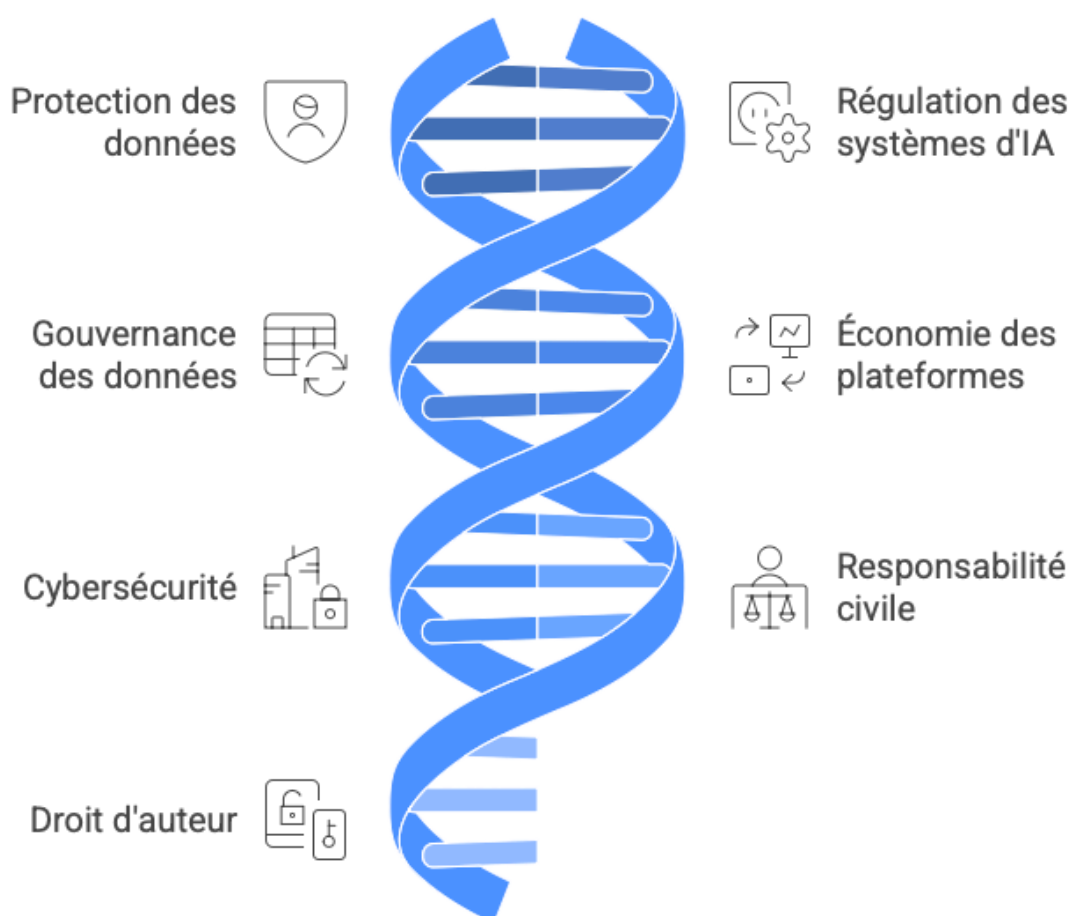 Protection des
données
Régulation des
systèmes d'IA
Gouvernance
des données
Économie des
plateformes
Cybersécurité
Responsabilité
civile
Droit d'auteur